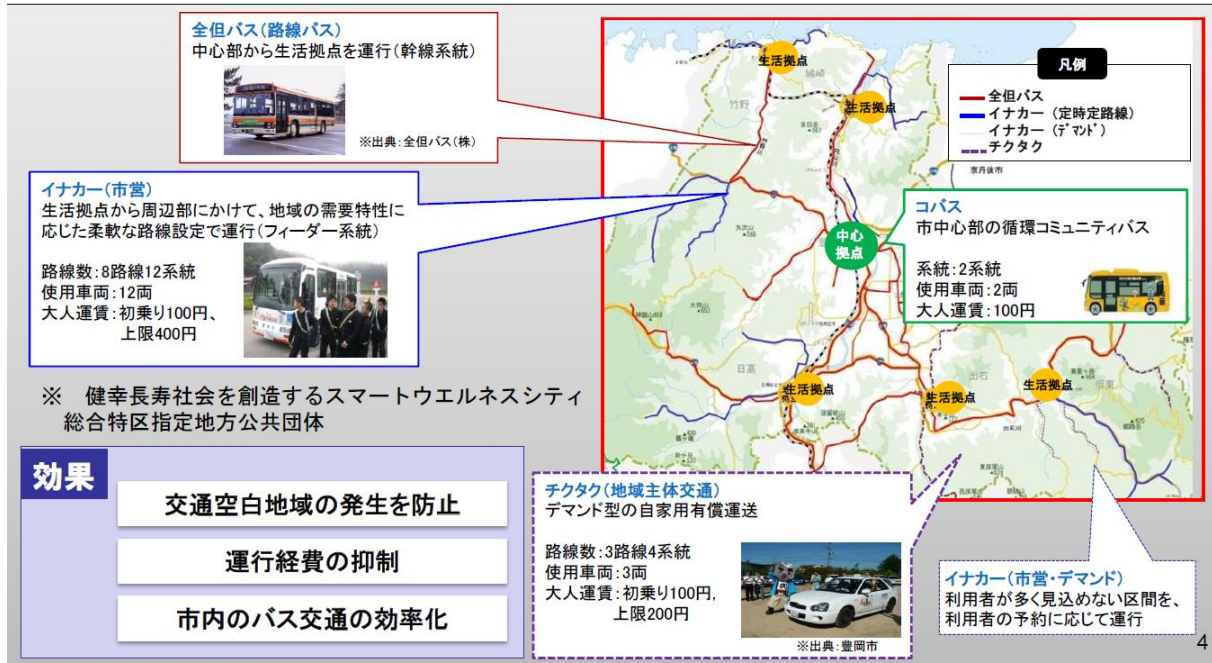 全但バス(路線バス)
中心部から生活拠点を運行(幹線系統)
※出典:全但バス(株)
イナカー(市営)
生活拠点から周辺部にかけて、地域の需要特性に
応じた柔軟な路線設定で運行(フィーダー系統)
路線数:8路線12系統
使用車両:12両
大人運賃:初乗り100円、
上限400円
※ 健幸長寿社会を創造するスマートウエルネスシティ
総合特区指定地方公共団体
効果
交通空白地域の発生を防止
運行経費の抑制
市内のバス交通の効率化
凡例
全但バス
イナカー(定時定路線)
イナカー(ﾃﾞﾏﾝﾄﾞ)
チクタク
生活拠点
城崎
竹野
生活拠点
京丹後市
中心
拠点
コバス
市中心部の循環コミュニティバス
系統:2系統
使用車両:2両
大人運賃:100円
日高
出石
但東
生活拠点
生活拠点
生活拠点
出石川
チクタク(地域主体交通)
デマンド型の自家用有償運送
路線数:3路線4系統
使用車両:3両
大人運賃:初乗り100円,
上限200円
※出典:豊岡市
イナカー(市営・デマンド)
利用者が多く見込めない区間を、
利用者の予約に応じて運行
4